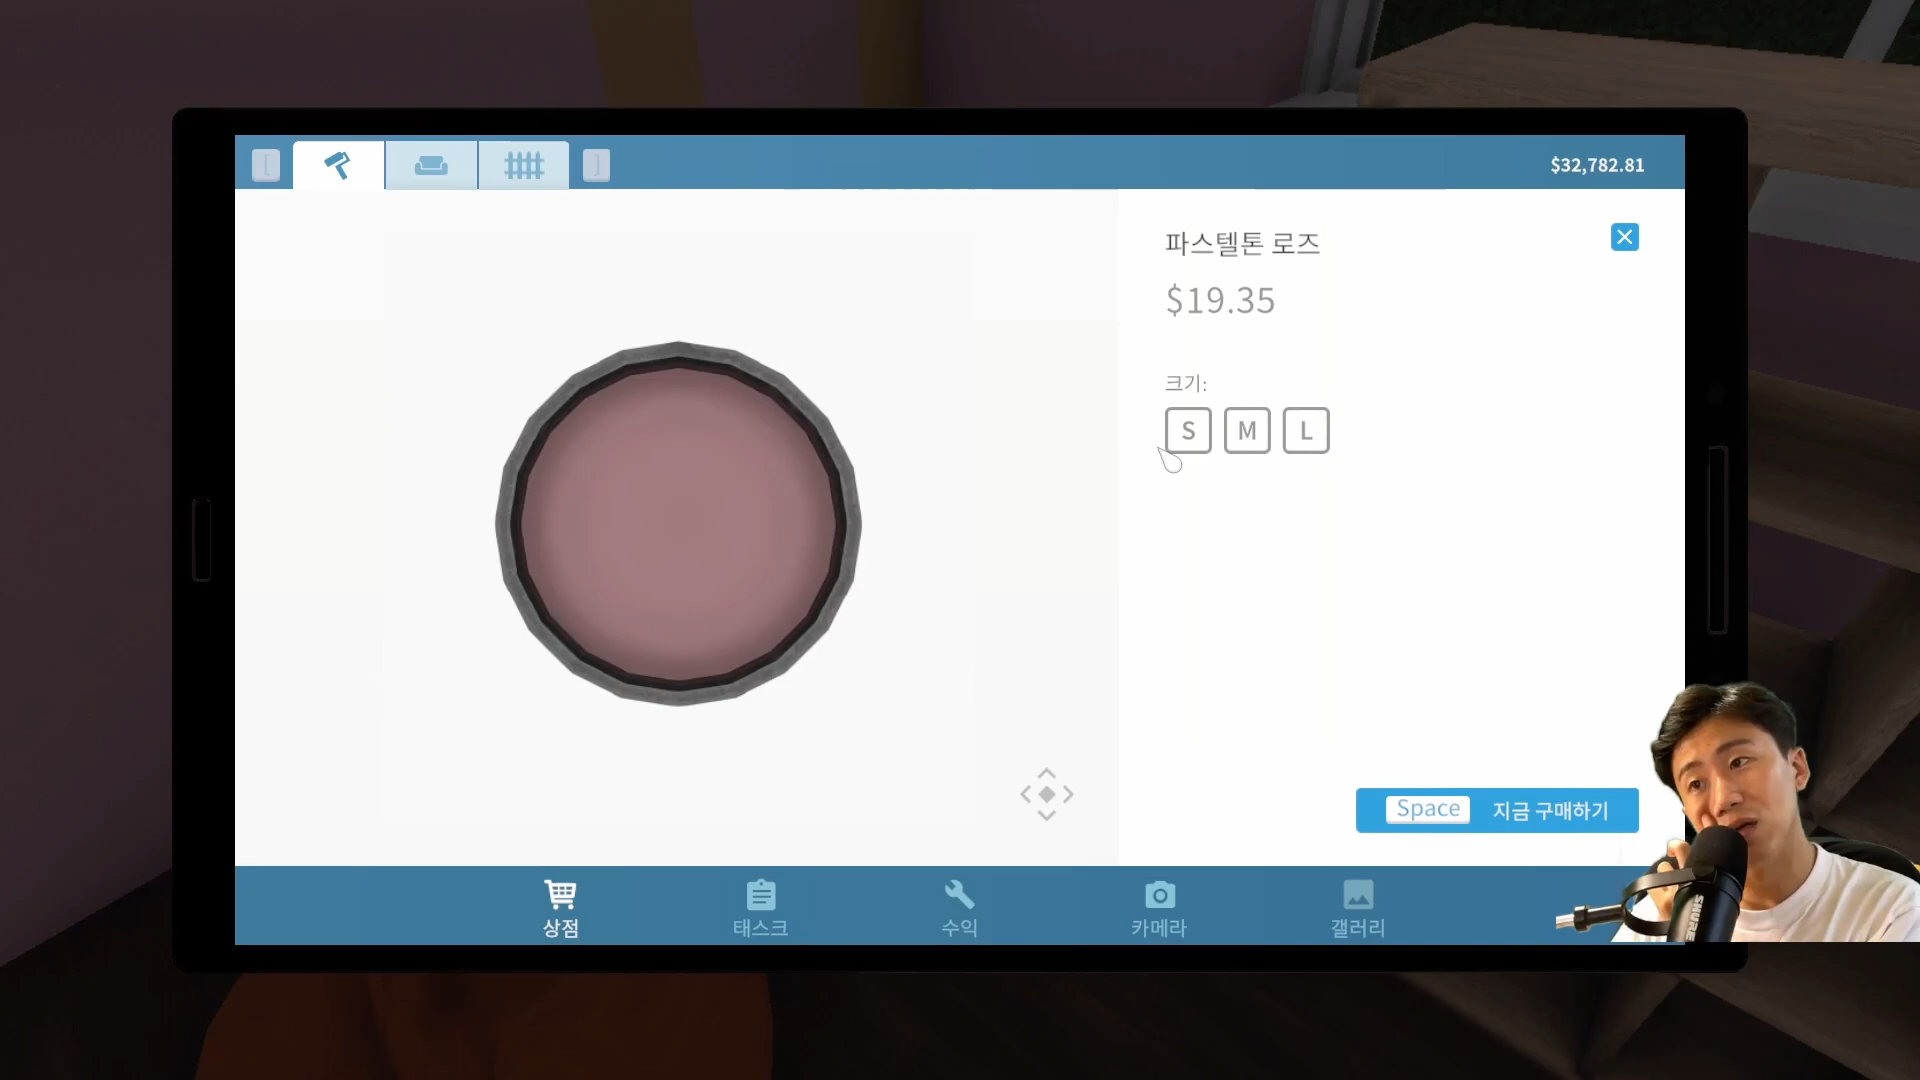 [
]
$32,782.81
파스텔톤 로즈
$19.35
크기:
S M L
Space 지금 구매하기
상점 태스크 수익 카메라 갤러리
SHURE